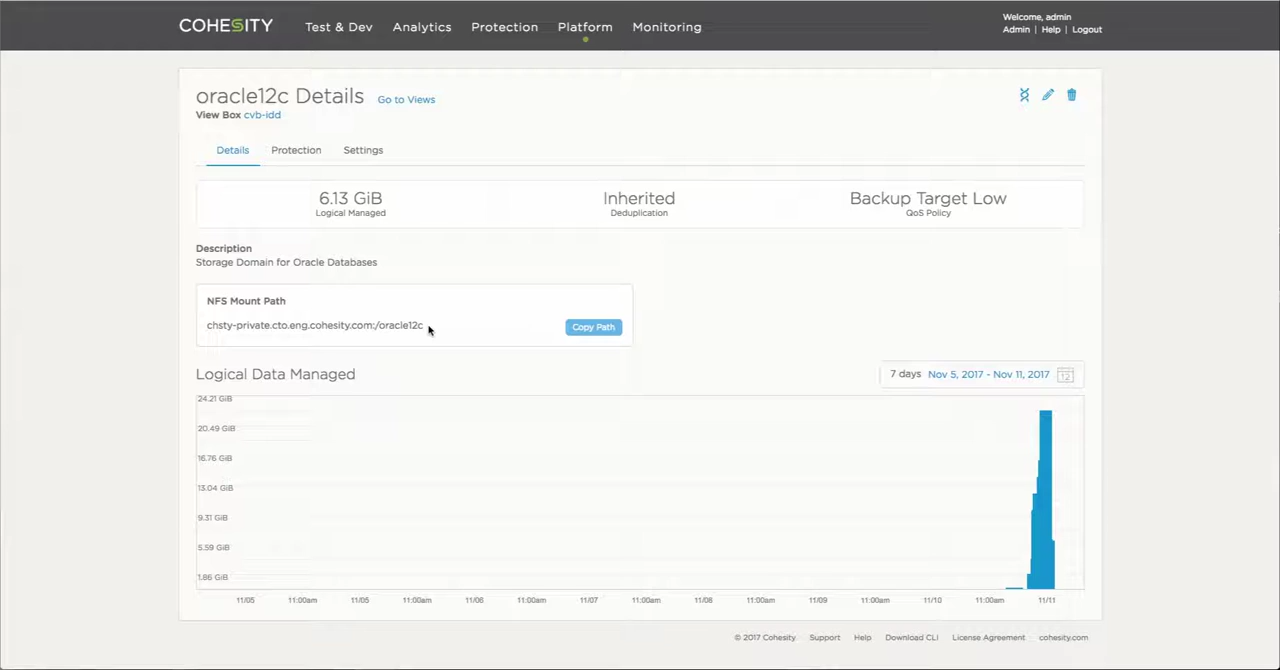 COHESITY Test & Dev Analytics Protection Platform Monitoring
Welcome, admin
Admin | Help | Logout
oracle12c Details Go to Views
View Box cvb-idd
Details Protection Settings
6.13 GiB Inherited Backup Target Low
Logical Managed Deduplication QoS Policy
Description
Storage Domain for Oracle Databases
NFS Mount Path
chsty-private.cto.eng.cohesity.com:/oracle12c Copy Path
Logical Data Managed 7 days Nov 5, 2017 - Nov 11, 2017 12
24.21 GiB
20.49 GiB
16.76 GiB
13.04 GiB
9.31 GiB
5.59 GiB
1.86 GiB
11/05 11:00am 11/05 11:00am 11/06 11:00am 11/07 11:00am 11/08 11:00am 11/09 11:00am 11/10 11:00am 11/11
© 2017 Cohesity Support Help Download CLI License Agreement cohesity.com